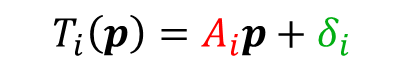 Tᵢ(p) = Aᵢp + δᵢ